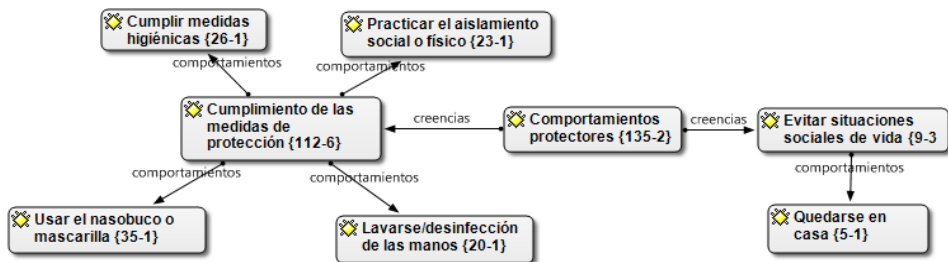 Cumplir medidas
higiénicas {26-1}
Practicar el aislamiento
social o físico {23-1}
comportamientos
comportamientos
Cumplimiento de las
medidas de
protección {112-6}
creencias
Comportamientos
protectores {135-2}
creencias
Evitar situaciones
sociales de vida {9-3
comportamientos
comportamientos
comportamientos
Usar el nasobuco o
mascarilla {35-1}
Lavarse/desinfección
de las manos {20-1}
Quedarse en
casa {5-1}